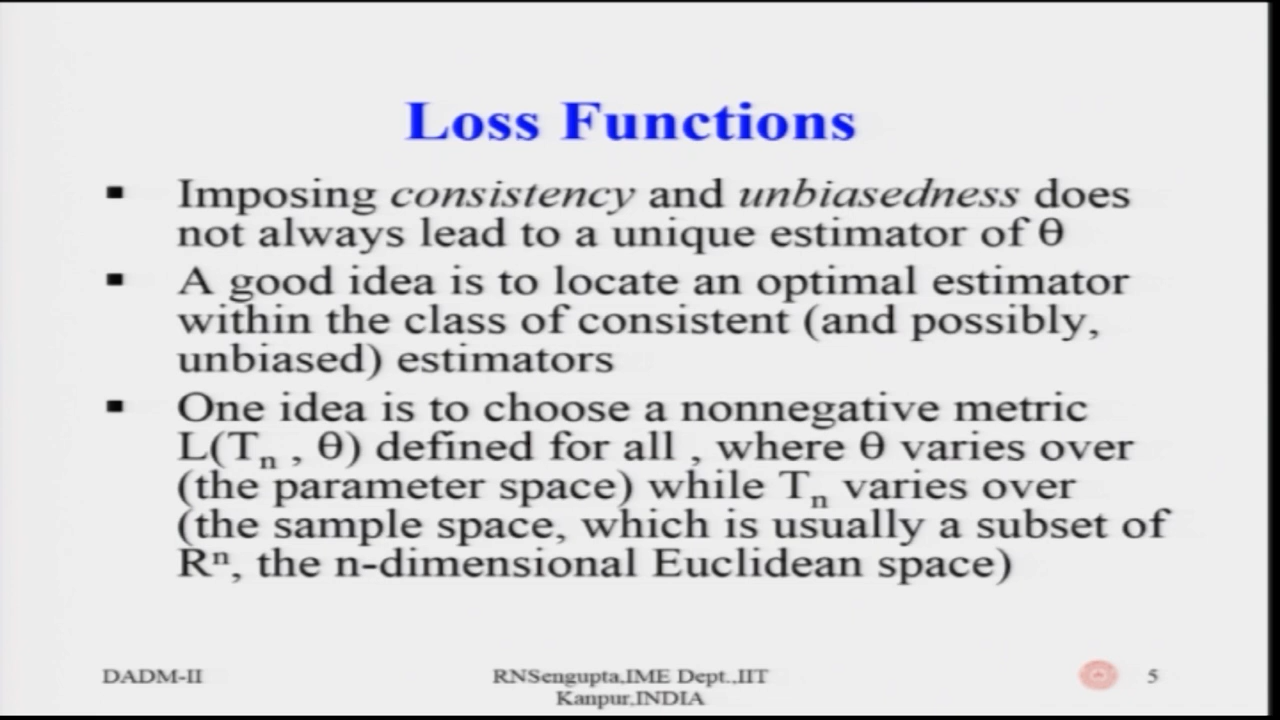 Loss Functions
▪ Imposing consistency and unbiasedness does
not always lead to a unique estimator of θ
▪ A good idea is to locate an optimal estimator
within the class of consistent (and possibly,
unbiased) estimators
▪ One idea is to choose a nonnegative metric
L(Tₙ , θ) defined for all , where θ varies over
(the parameter space) while Tₙ varies over
(the sample space, which is usually a subset of
Rⁿ, the n-dimensional Euclidean space)
DADM-II
RNSengupta,IME Dept.,IIT
Kanpur,INDIA
5